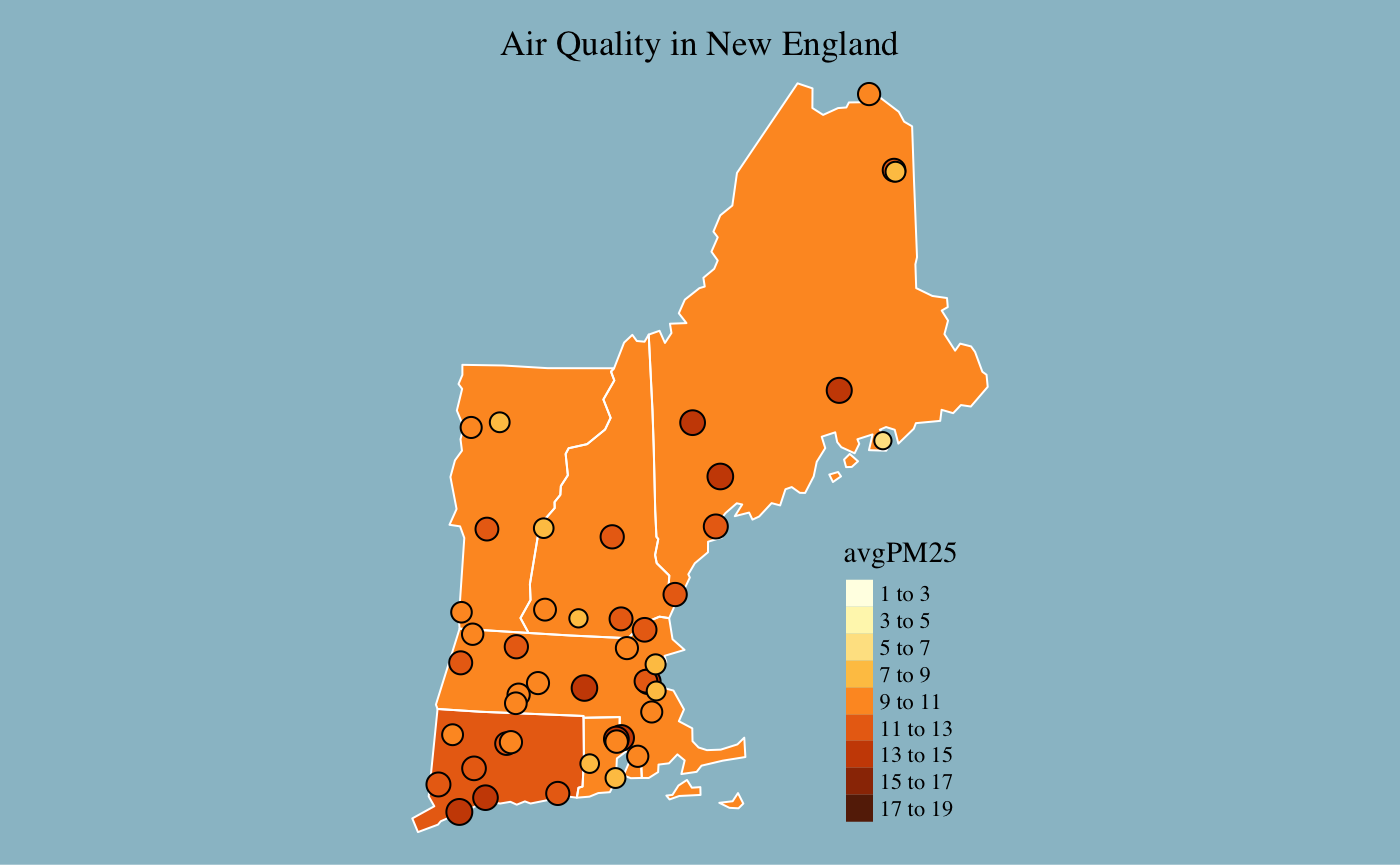 Air Quality in New England
avgPM25
1 to 3
3 to 5
5 to 7
7 to 9
9 to 11
11 to 13
13 to 15
15 to 17
17 to 19